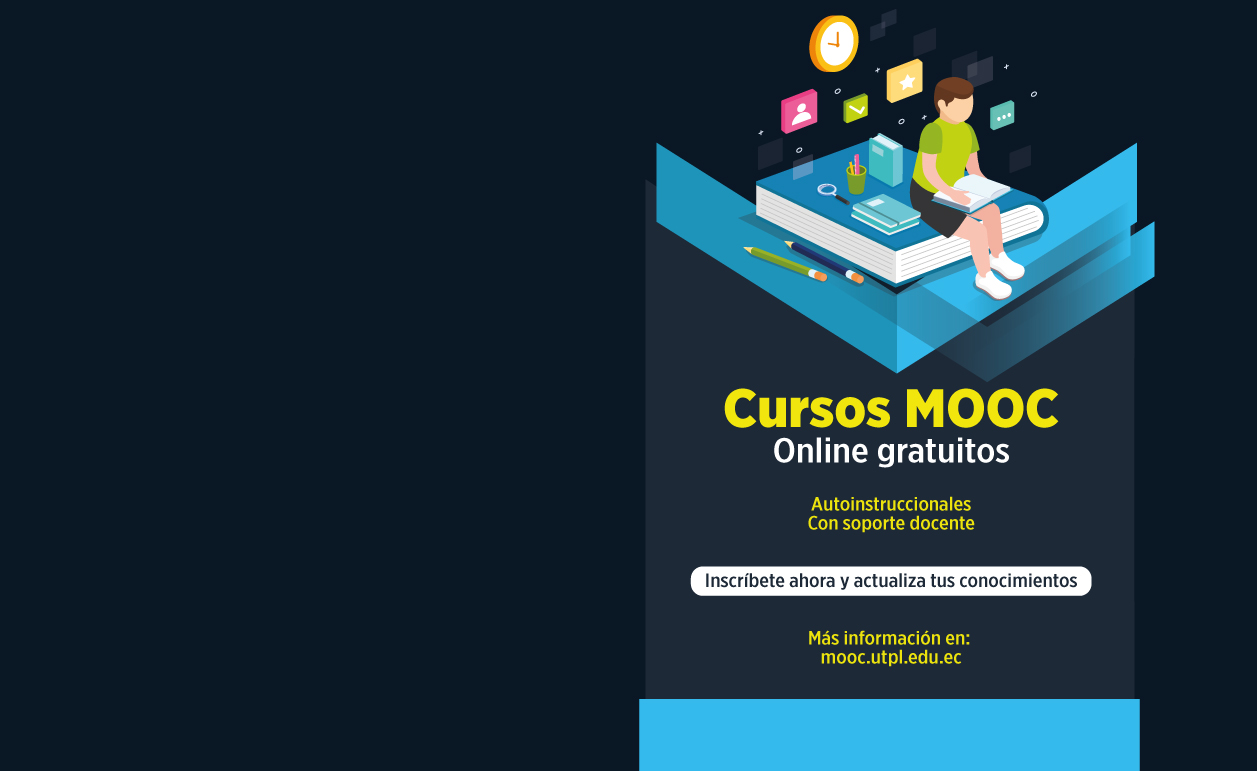 Cursos MOOC
Online gratuitos
Autoinstruccionales
Con soporte docente
Inscríbete ahora y actualiza tus conocimientos
Más información en:
mooc.utpl.edu.ec